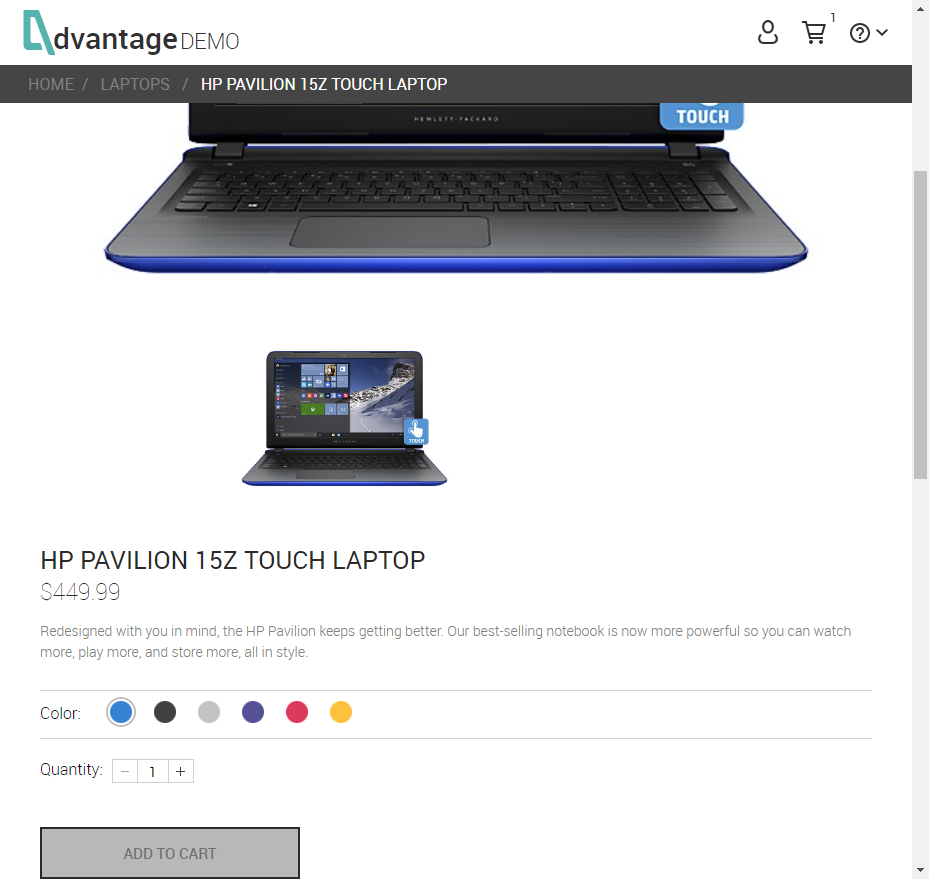 dvantage DEMO
1
HOME / LAPTOPS / HP PAVILION 15Z TOUCH LAPTOP
HEWLETT-PACKARD
TOUCH
TOUCH
HP PAVILION 15Z TOUCH LAPTOP
$449.99
Redesigned with you in mind, the HP Pavilion keeps getting better. Our best-selling notebook is now more powerful so you can watch
more, play more, and store more, all in style.
Color:
Quantity: − 1 +
ADD TO CART